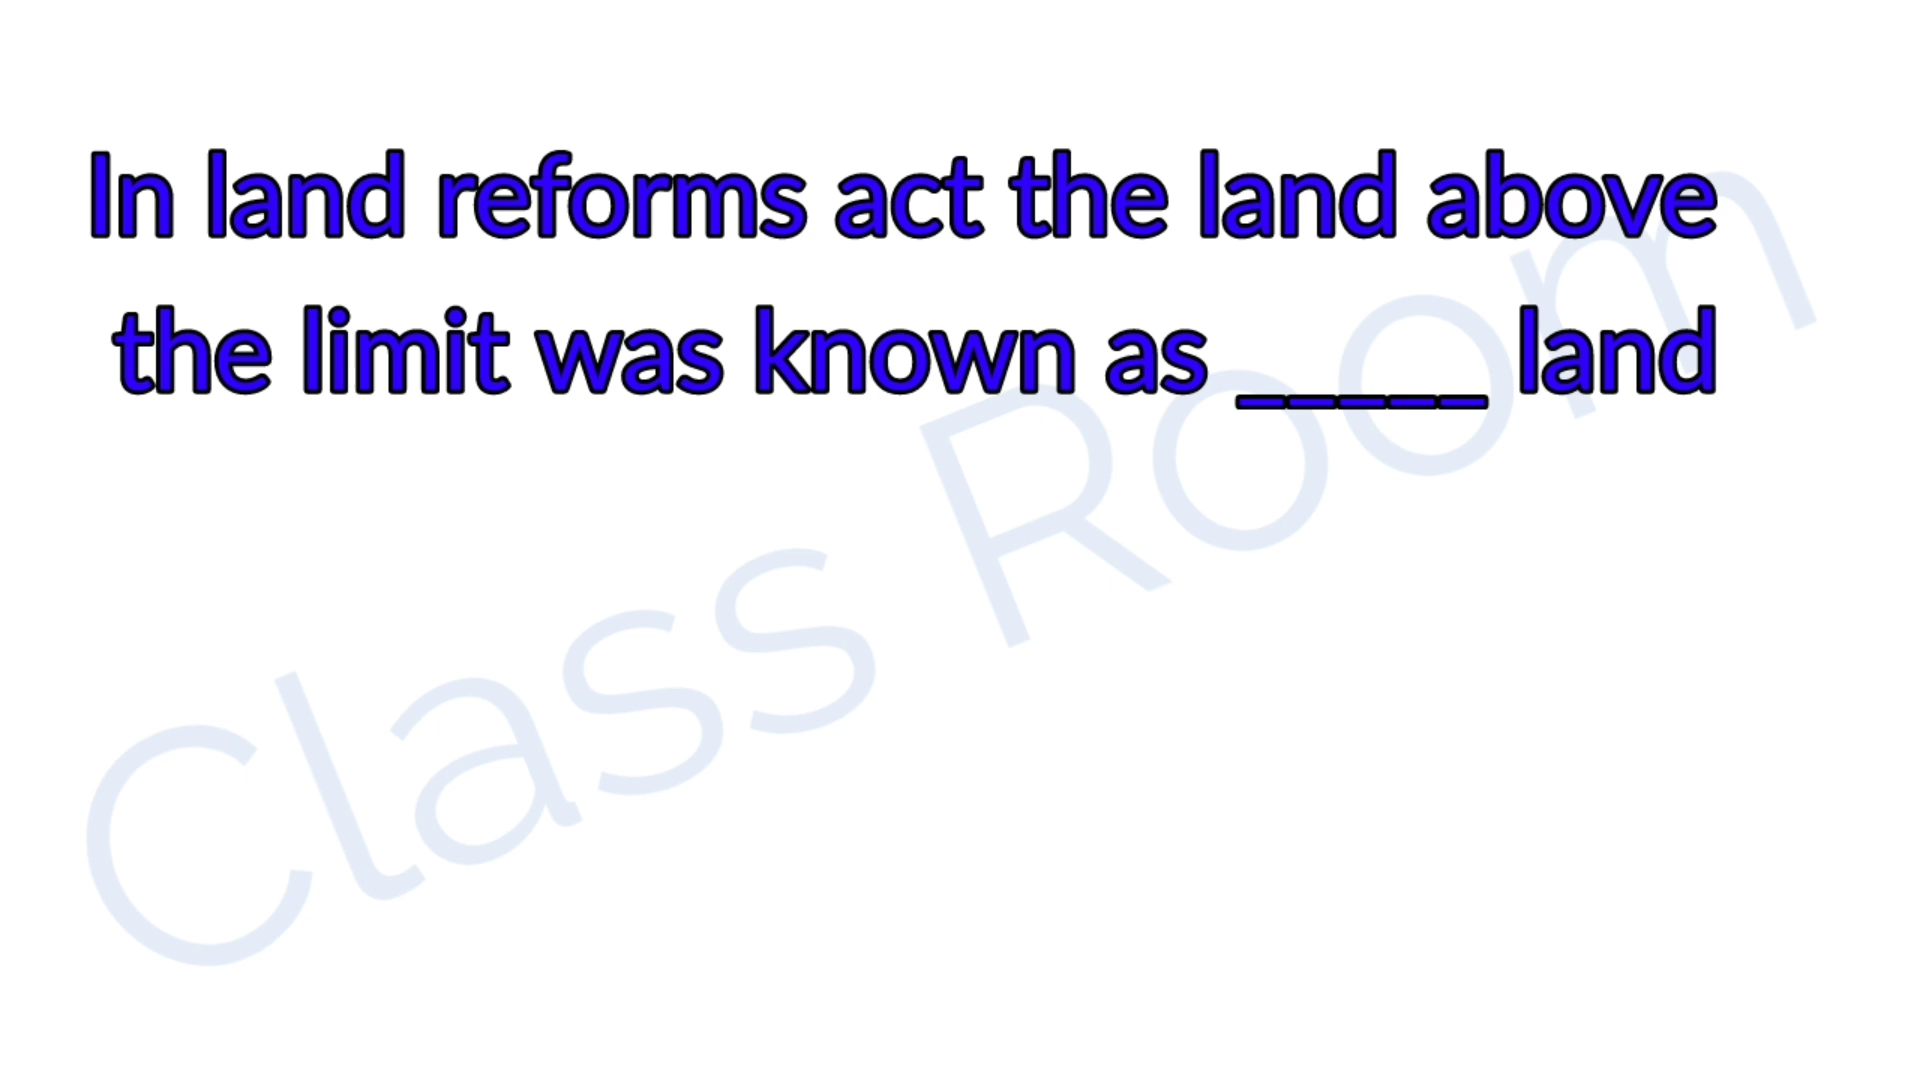 In land reforms act the land above
the limit was known as _____ land
Class Room